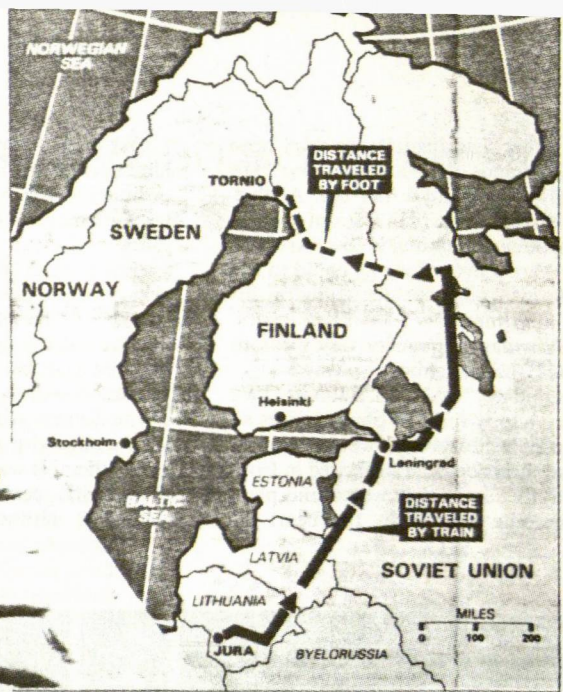 NORWEGIAN
SEA
DISTANCE
TRAVELED
BY FOOT
TORNIO
SWEDEN
NORWAY
FINLAND
Helsinki
Stockholm
Leningrad
ESTONIA
BALTIC
SEA
DISTANCE
TRAVELED
BY TRAIN
LATVIA
SOVIET UNION
LITHUANIA
MILES
0 100 200
JURA
BYELORUSSIA